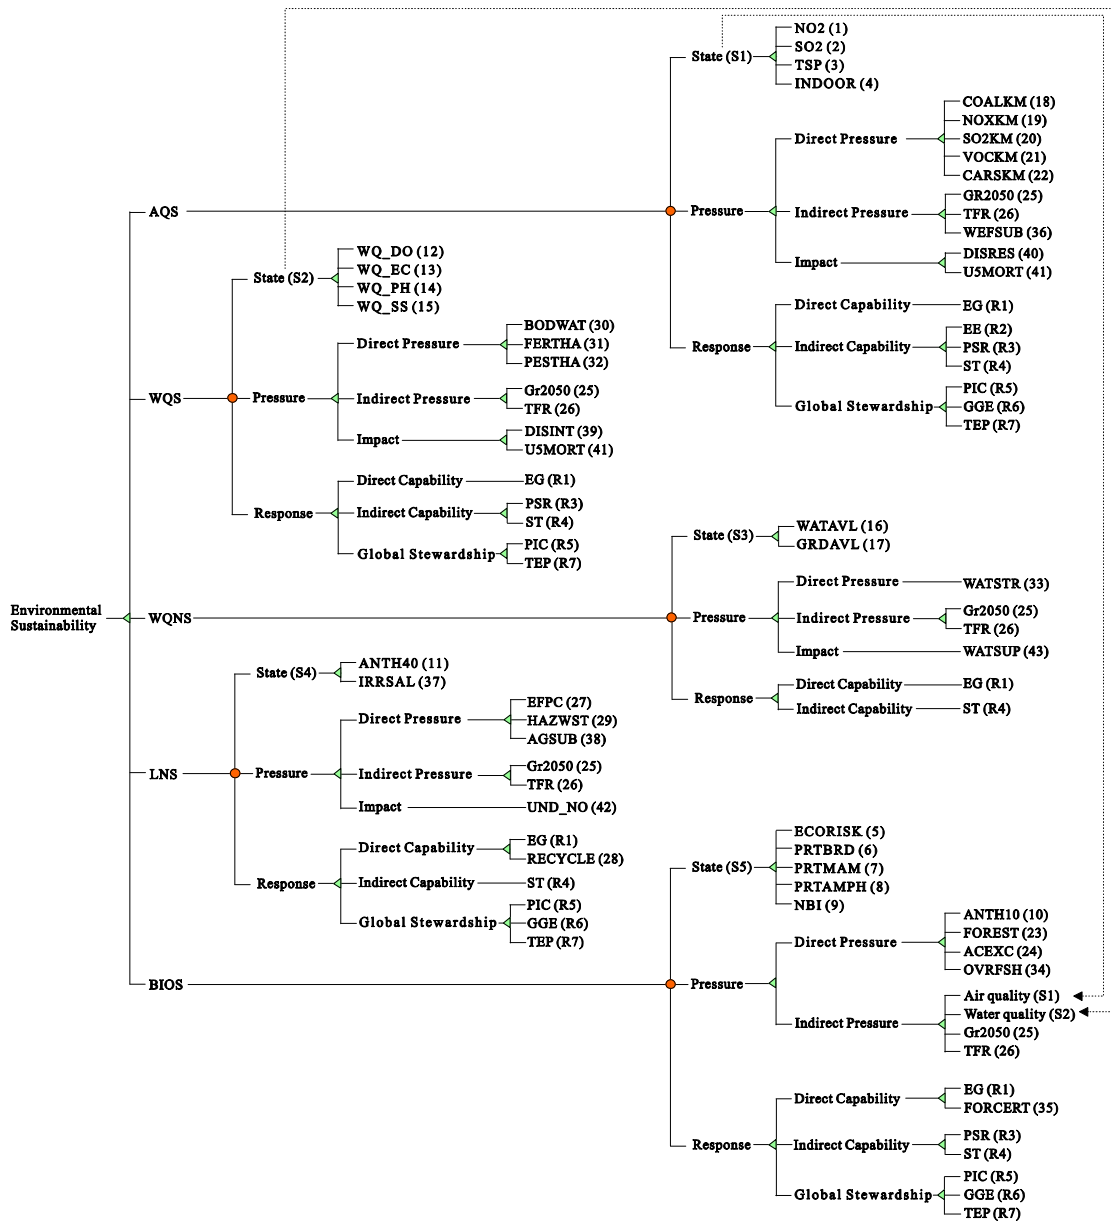 Environmental
Sustainability
AQS
State (S1)
NO2 (1)
SO2 (2)
TSP (3)
INDOOR (4)
Pressure
Direct Pressure
COALKM (18)
NOXKM (19)
SO2KM (20)
VOCKM (21)
CARSKM (22)
Indirect Pressure
GR2050 (25)
TFR (26)
WEFSUB (36)
Impact
DISRES (40)
U5MORT (41)
Response
Direct Capability
EG (R1)
Indirect Capability
EE (R2)
PSR (R3)
ST (R4)
Global Stewardship
PIC (R5)
GGE (R6)
TEP (R7)
WQS
State (S2)
WQ_DO (12)
WQ_EC (13)
WQ_PH (14)
WQ_SS (15)
Pressure
Direct Pressure
BODWAT (30)
FERTHA (31)
PESTHA (32)
Indirect Pressure
Gr2050 (25)
TFR (26)
Impact
DISINT (39)
U5MORT (41)
Response
Direct Capability
EG (R1)
Indirect Capability
PSR (R3)
ST (R4)
Global Stewardship
PIC (R5)
TEP (R7)
WQNS
State (S3)
WATAVL (16)
GRDAVL (17)
Pressure
Direct Pressure
WATSTR (33)
Indirect Pressure
Gr2050 (25)
TFR (26)
Impact
WATSUP (43)
Response
Direct Capability
EG (R1)
Indirect Capability
ST (R4)
LNS
State (S4)
ANTH40 (11)
IRRSAL (37)
Pressure
Direct Pressure
EFPC (27)
HAZWST (29)
AGSUB (38)
Indirect Pressure
Gr2050 (25)
TFR (26)
Impact
UND_NO (42)
Response
Direct Capability
EG (R1)
RECYCLE (28)
Indirect Capability
ST (R4)
Global Stewardship
PIC (R5)
GGE (R6)
TEP (R7)
BIOS
State (S5)
ECORISK (5)
PRTBRD (6)
PRTMAM (7)
PRTAMPH (8)
NBI (9)
Pressure
Direct Pressure
ANTH10 (10)
FOREST (23)
ACEXC (24)
OVRFSH (34)
Indirect Pressure
Air quality (S1)
Water quality (S2)
Gr2050 (25)
TFR (26)
Response
Direct Capability
EG (R1)
FORCERT (35)
Indirect Capability
PSR (R3)
ST (R4)
Global Stewardship
PIC (R5)
GGE (R6)
TEP (R7)